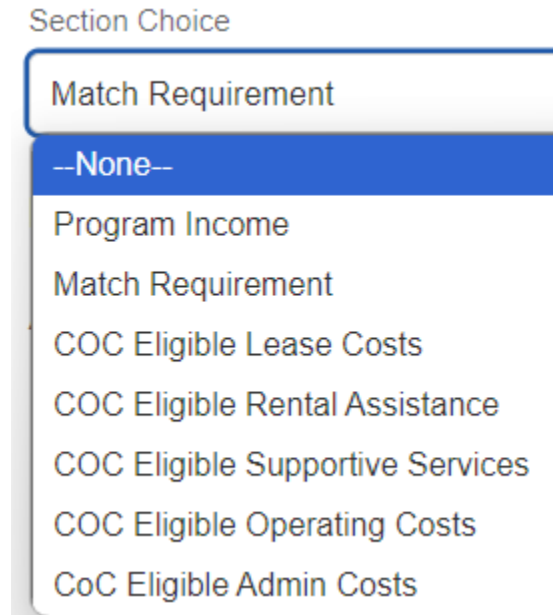 Section Choice
Match Requirement
--None--
Program Income
Match Requirement
COC Eligible Lease Costs
COC Eligible Rental Assistance
COC Eligible Supportive Services
COC Eligible Operating Costs
CoC Eligible Admin Costs